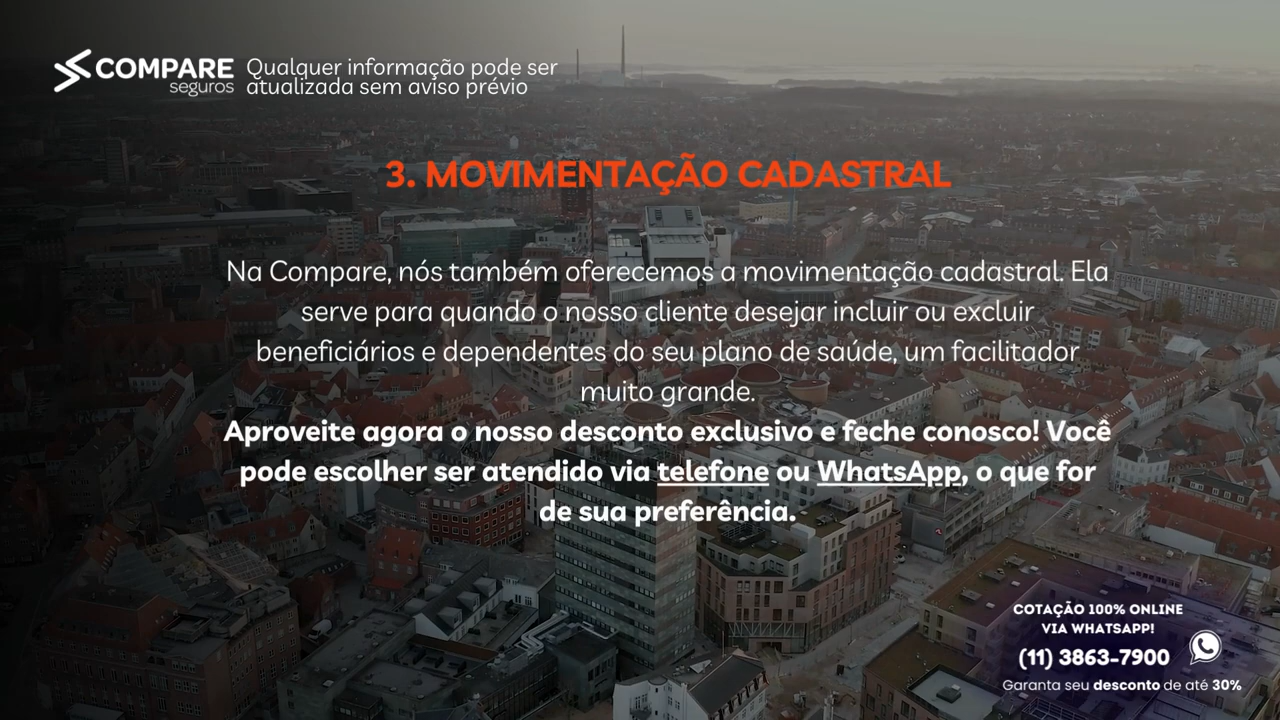 COMPARE
seguros
Qualquer informação pode ser
atualizada sem aviso prévio
3. MOVIMENTAÇÃO CADASTRAL
Na Compare, nós também oferecemos a movimentação cadastral. Ela
serve para quando o nosso cliente desejar incluir ou excluir
beneficiários e dependentes do seu plano de saúde, um facilitador
muito grande.
Aproveite agora o nosso desconto exclusivo e feche conosco! Você
pode escolher ser atendido via telefone ou WhatsApp, o que for
de sua preferência.
COTAÇÃO 100% ONLINE
VIA WHATSAPP!
(11) 3863-7900
Garanta seu desconto de até 30%